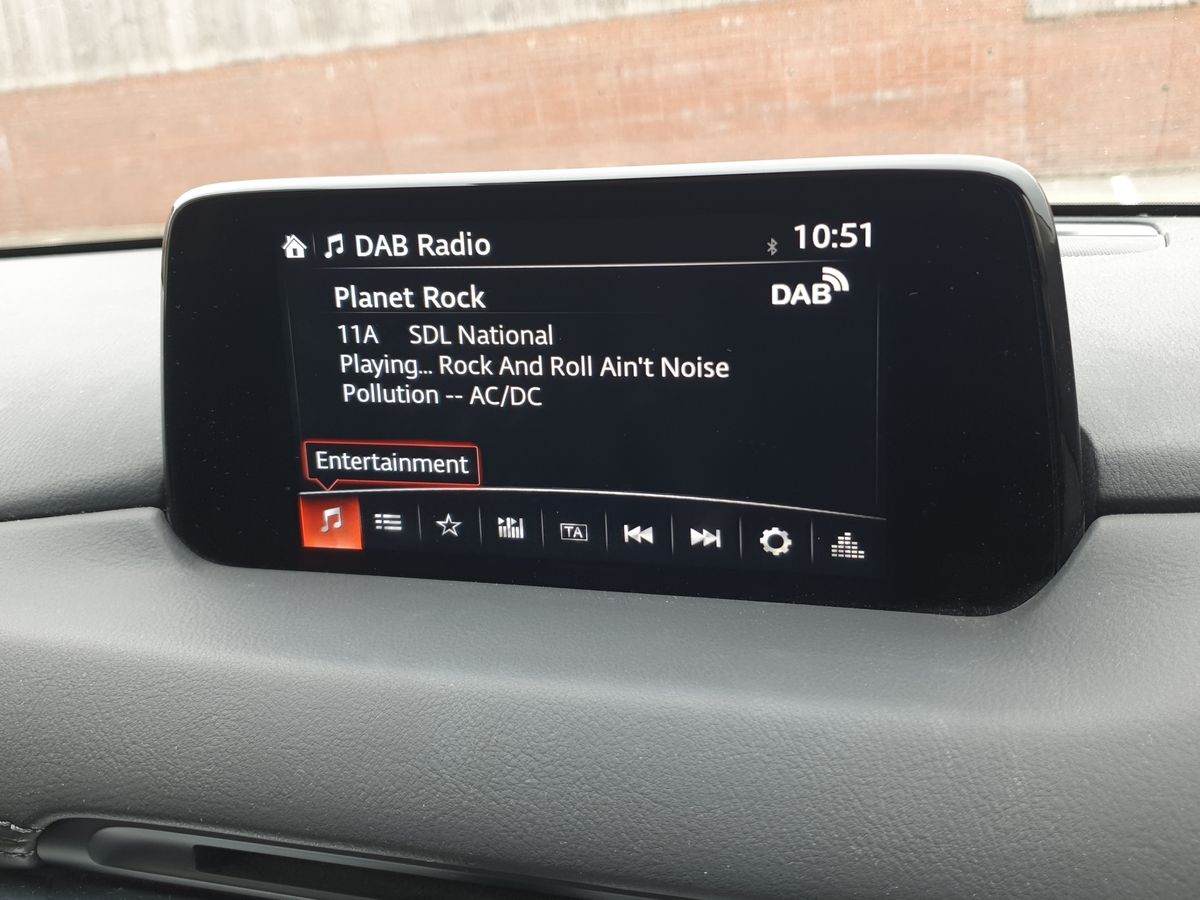 DAB Radio 10:51
Planet Rock DAB
11A SDL National
Playing... Rock And Roll Ain't Noise
Pollution -- AC/DC
Entertainment
TA